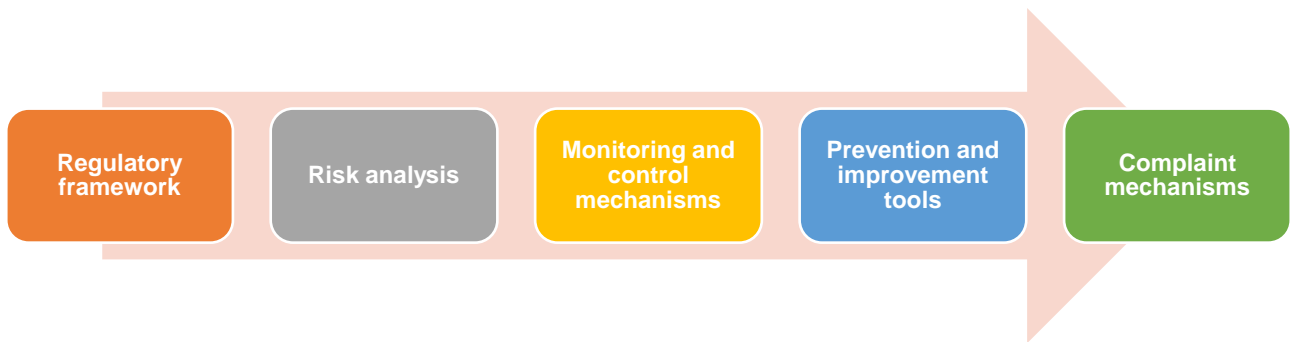 Regulatory
framework
Risk analysis
Monitoring and
control
mechanisms
Prevention and
improvement
tools
Complaint
mechanisms